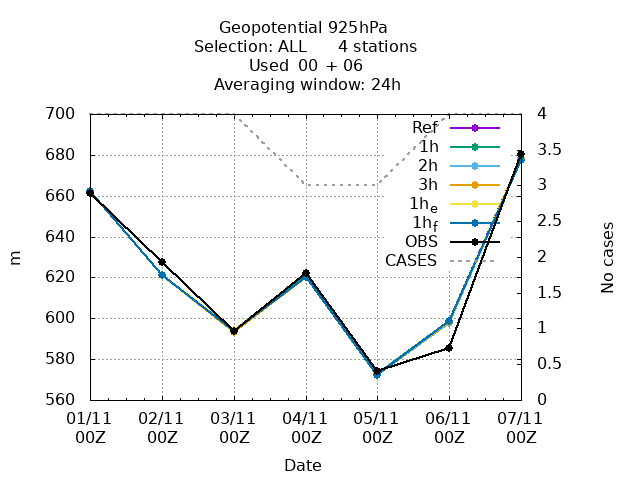 Geopotential 925hPa
Selection: ALL 4 stations
Used 00 + 06
Averaging window: 24h
700
680
660
640
620
600
580
560
m
4
3.5
3
2.5
2
1.5
1
0.5
0
No cases
Ref
1h
2h
3h
1he
1hf
OBS
CASES
01/11 02/11 03/11 04/11 05/11 06/11 07/11
00Z 00Z 00Z 00Z 00Z 00Z 00Z
Date